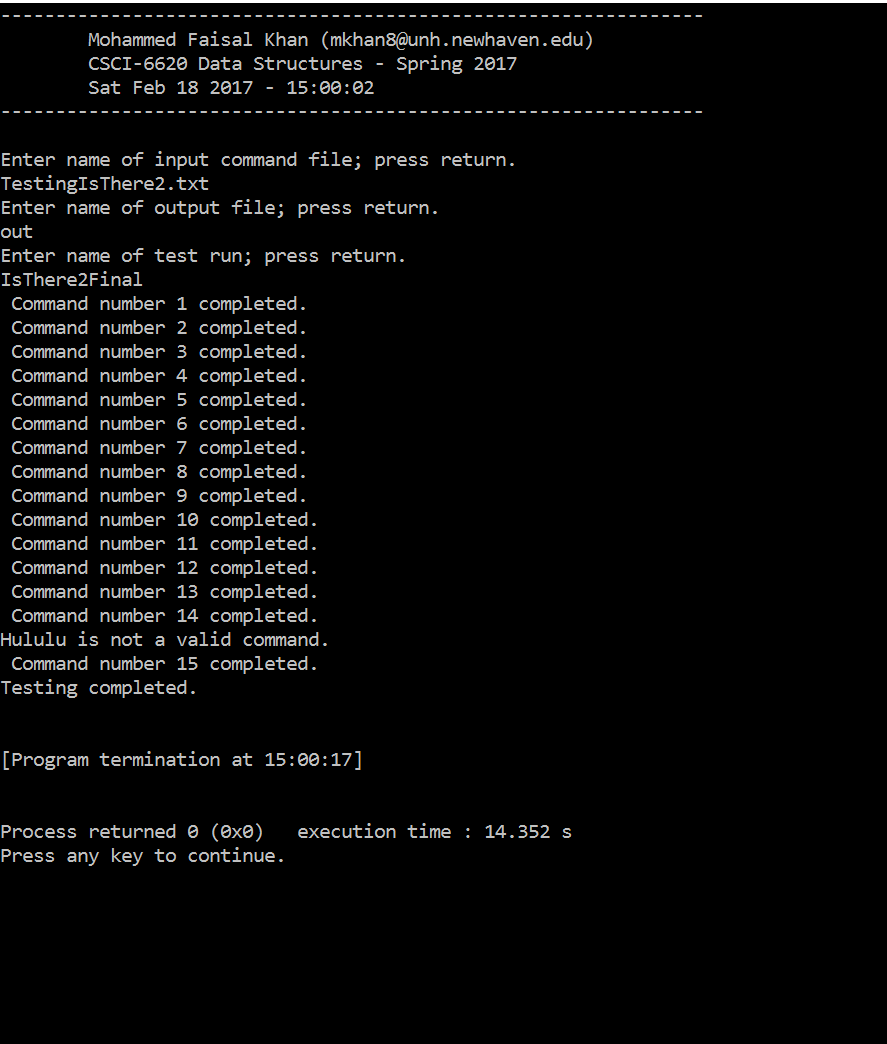 ----------------------------------------------------------------
Mohammed Faisal Khan (mkhan8@unh.newhaven.edu)
CSCI-6620 Data Structures - Spring 2017
Sat Feb 18 2017 - 15:00:02
----------------------------------------------------------------
Enter name of input command file; press return.
TestingIsThere2.txt
Enter name of output file; press return.
out
Enter name of test run; press return.
IsThere2Final
Command number 1 completed.
Command number 2 completed.
Command number 3 completed.
Command number 4 completed.
Command number 5 completed.
Command number 6 completed.
Command number 7 completed.
Command number 8 completed.
Command number 9 completed.
Command number 10 completed.
Command number 11 completed.
Command number 12 completed.
Command number 13 completed.
Command number 14 completed.
Hululu is not a valid command.
Command number 15 completed.
Testing completed.
[Program termination at 15:00:17]
Process returned 0 (0x0)   execution time : 14.352 s
Press any key to continue.